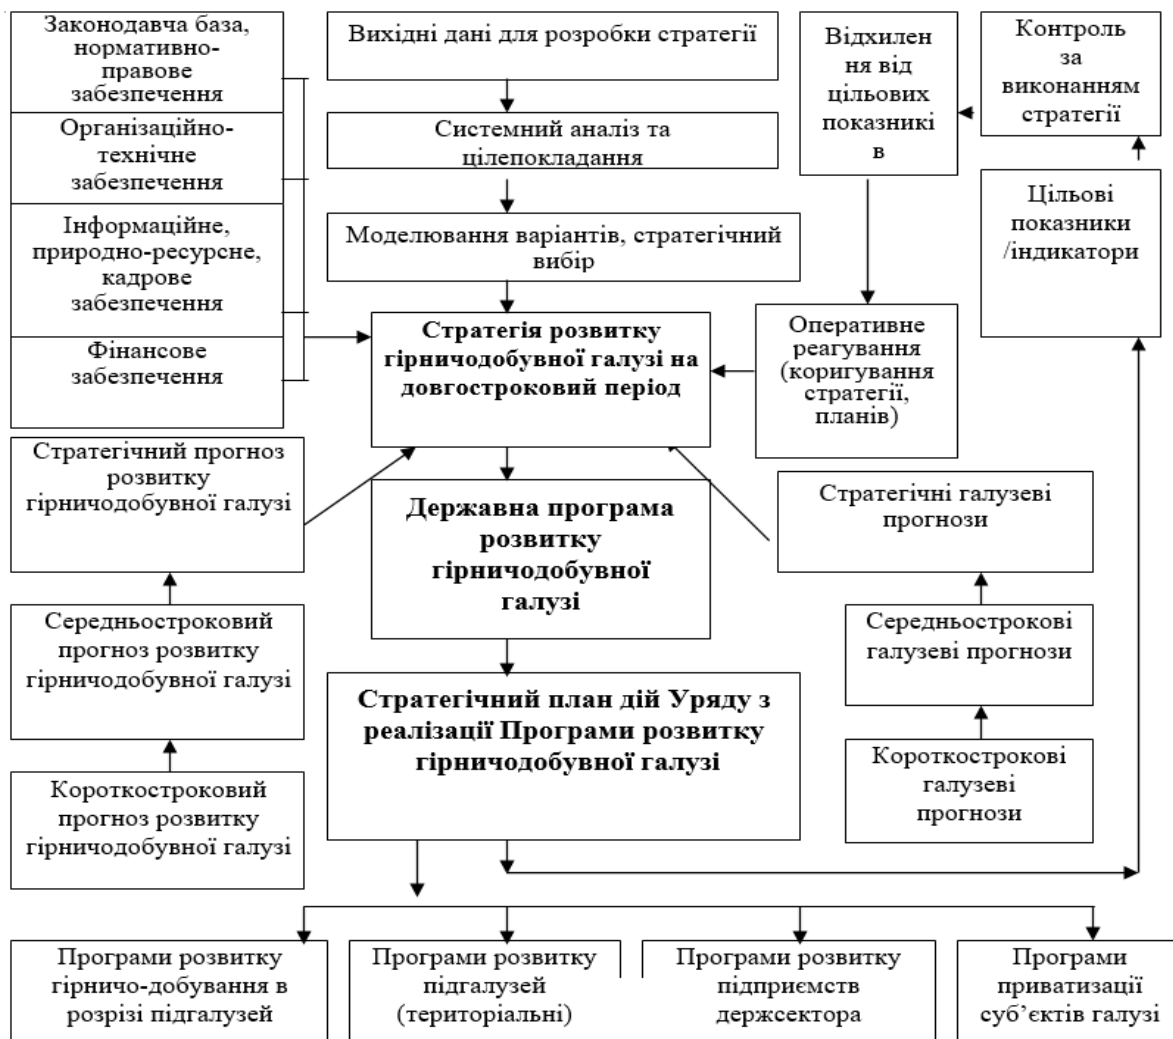 Законодавча база,
нормативно-
правове
забезпечення
Організаційно-
технічне
забезпечення
Інформаційне,
природно-ресурсне,
кадрове
забезпечення
Фінансове
забезпечення
Вихідні дані для розробки стратегії
Системний аналіз та
цілепокладання
Моделювання варіантів, стратегічний
вибір
Відхилен
ня від
цільових
показникі
в
Контроль
за
виконанням
стратегії
Цільові
показники
/індикатори
Стратегія розвитку
гірничодобувної галузі на
довгостроковий період
Оперативне
реагування
(коригування
стратегії,
планів)
Стратегічний прогноз
розвитку
гірничодобувної галузі
Державна програма
розвитку
гірничодобувної
галузі
Стратегічні галузеві
прогнози
Середньостроковий
прогноз розвитку
гірничодобувної галузі
Середньострокові
галузеві прогнози
Стратегічний план дій Уряду з
реалізації Програми розвитку
гірничодобувної галузі
Короткостроковий
прогноз розвитку
гірничодобувної галузі
Короткострокові
галузеві
прогнози
Програми розвитку
гірничо-добування в
розрізі підгалузей
Програми розвитку
підгалузей
(територіальні)
Програми розвитку
підприємств
держсектора
Програми
приватизації
суб’єктів галузі